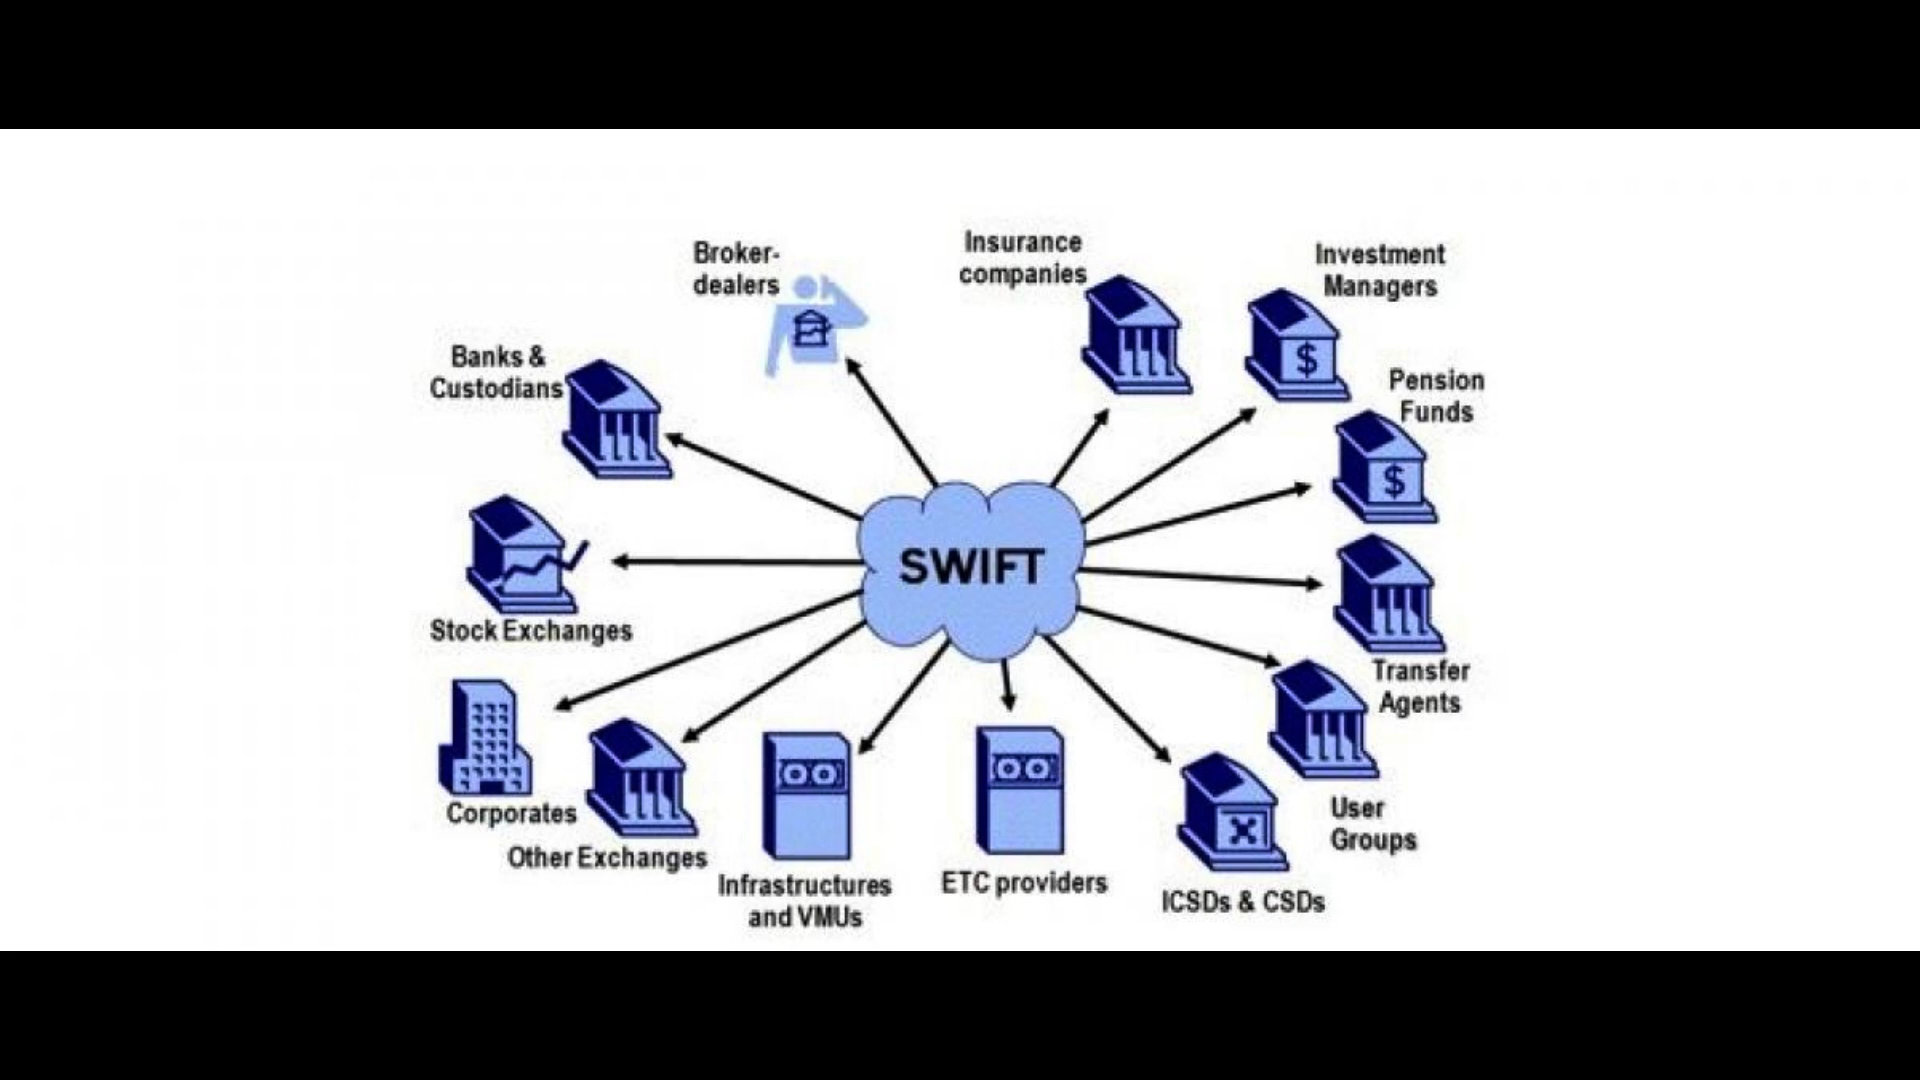 Broker-
dealers
Insurance
companies
Investment
Managers
Banks &
Custodians
Pension
Funds
SWIFT
Stock Exchanges
Transfer
Agents
Corporates
Other Exchanges
User
Groups
Infrastructures
and VMUs
ETC providers
ICSDs & CSDs
$
$